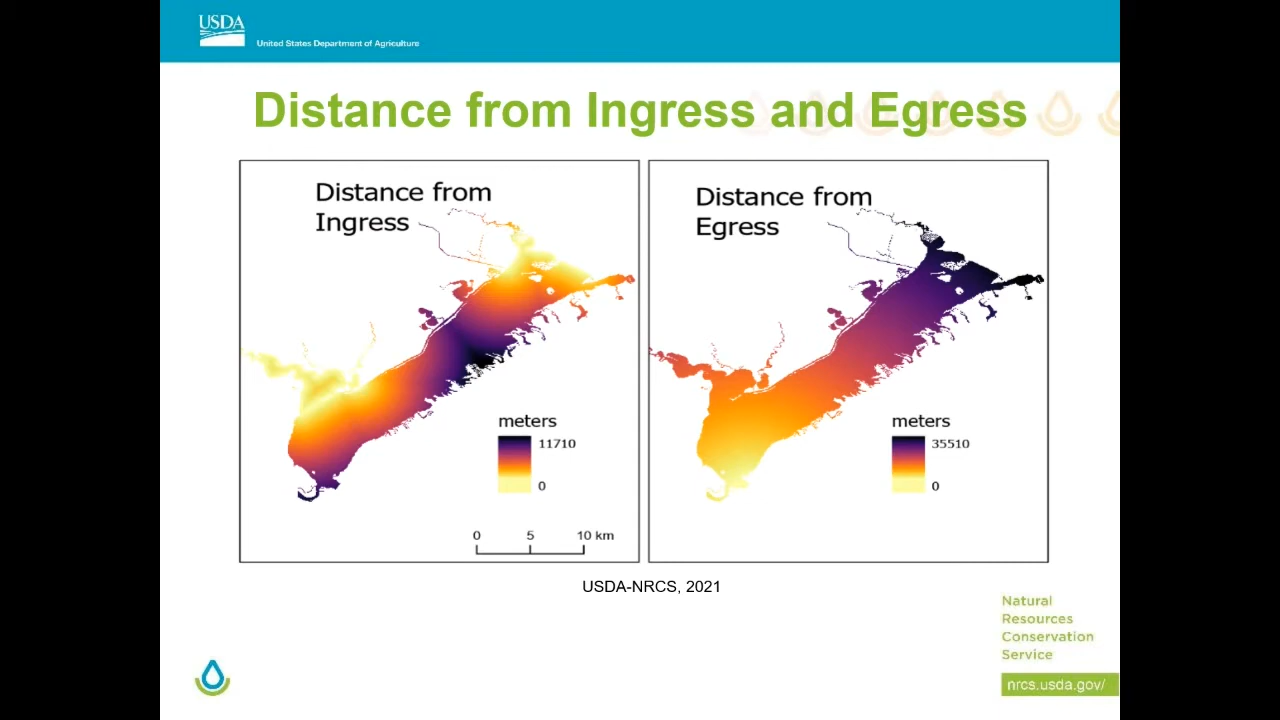 USDA
United States Department of Agriculture
Distance from Ingress and Egress
Distance from
Ingress
meters
11710
0
0 5 10 km
Distance from
Egress
meters
35510
0
USDA-NRCS, 2021
Natural
Resources
Conservation
Service
nrcs.usda.gov/